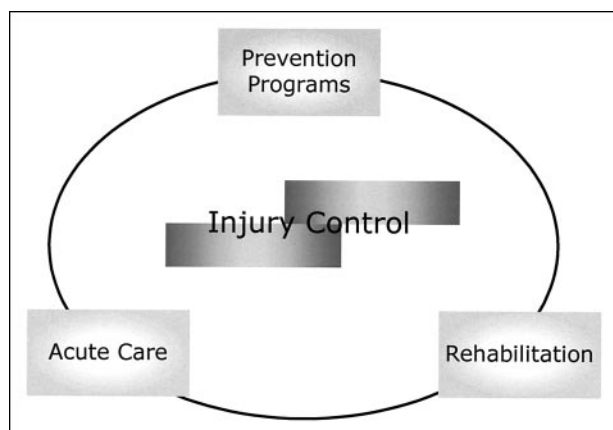 Prevention
Programs
Injury Control
Acute Care
Rehabilitation